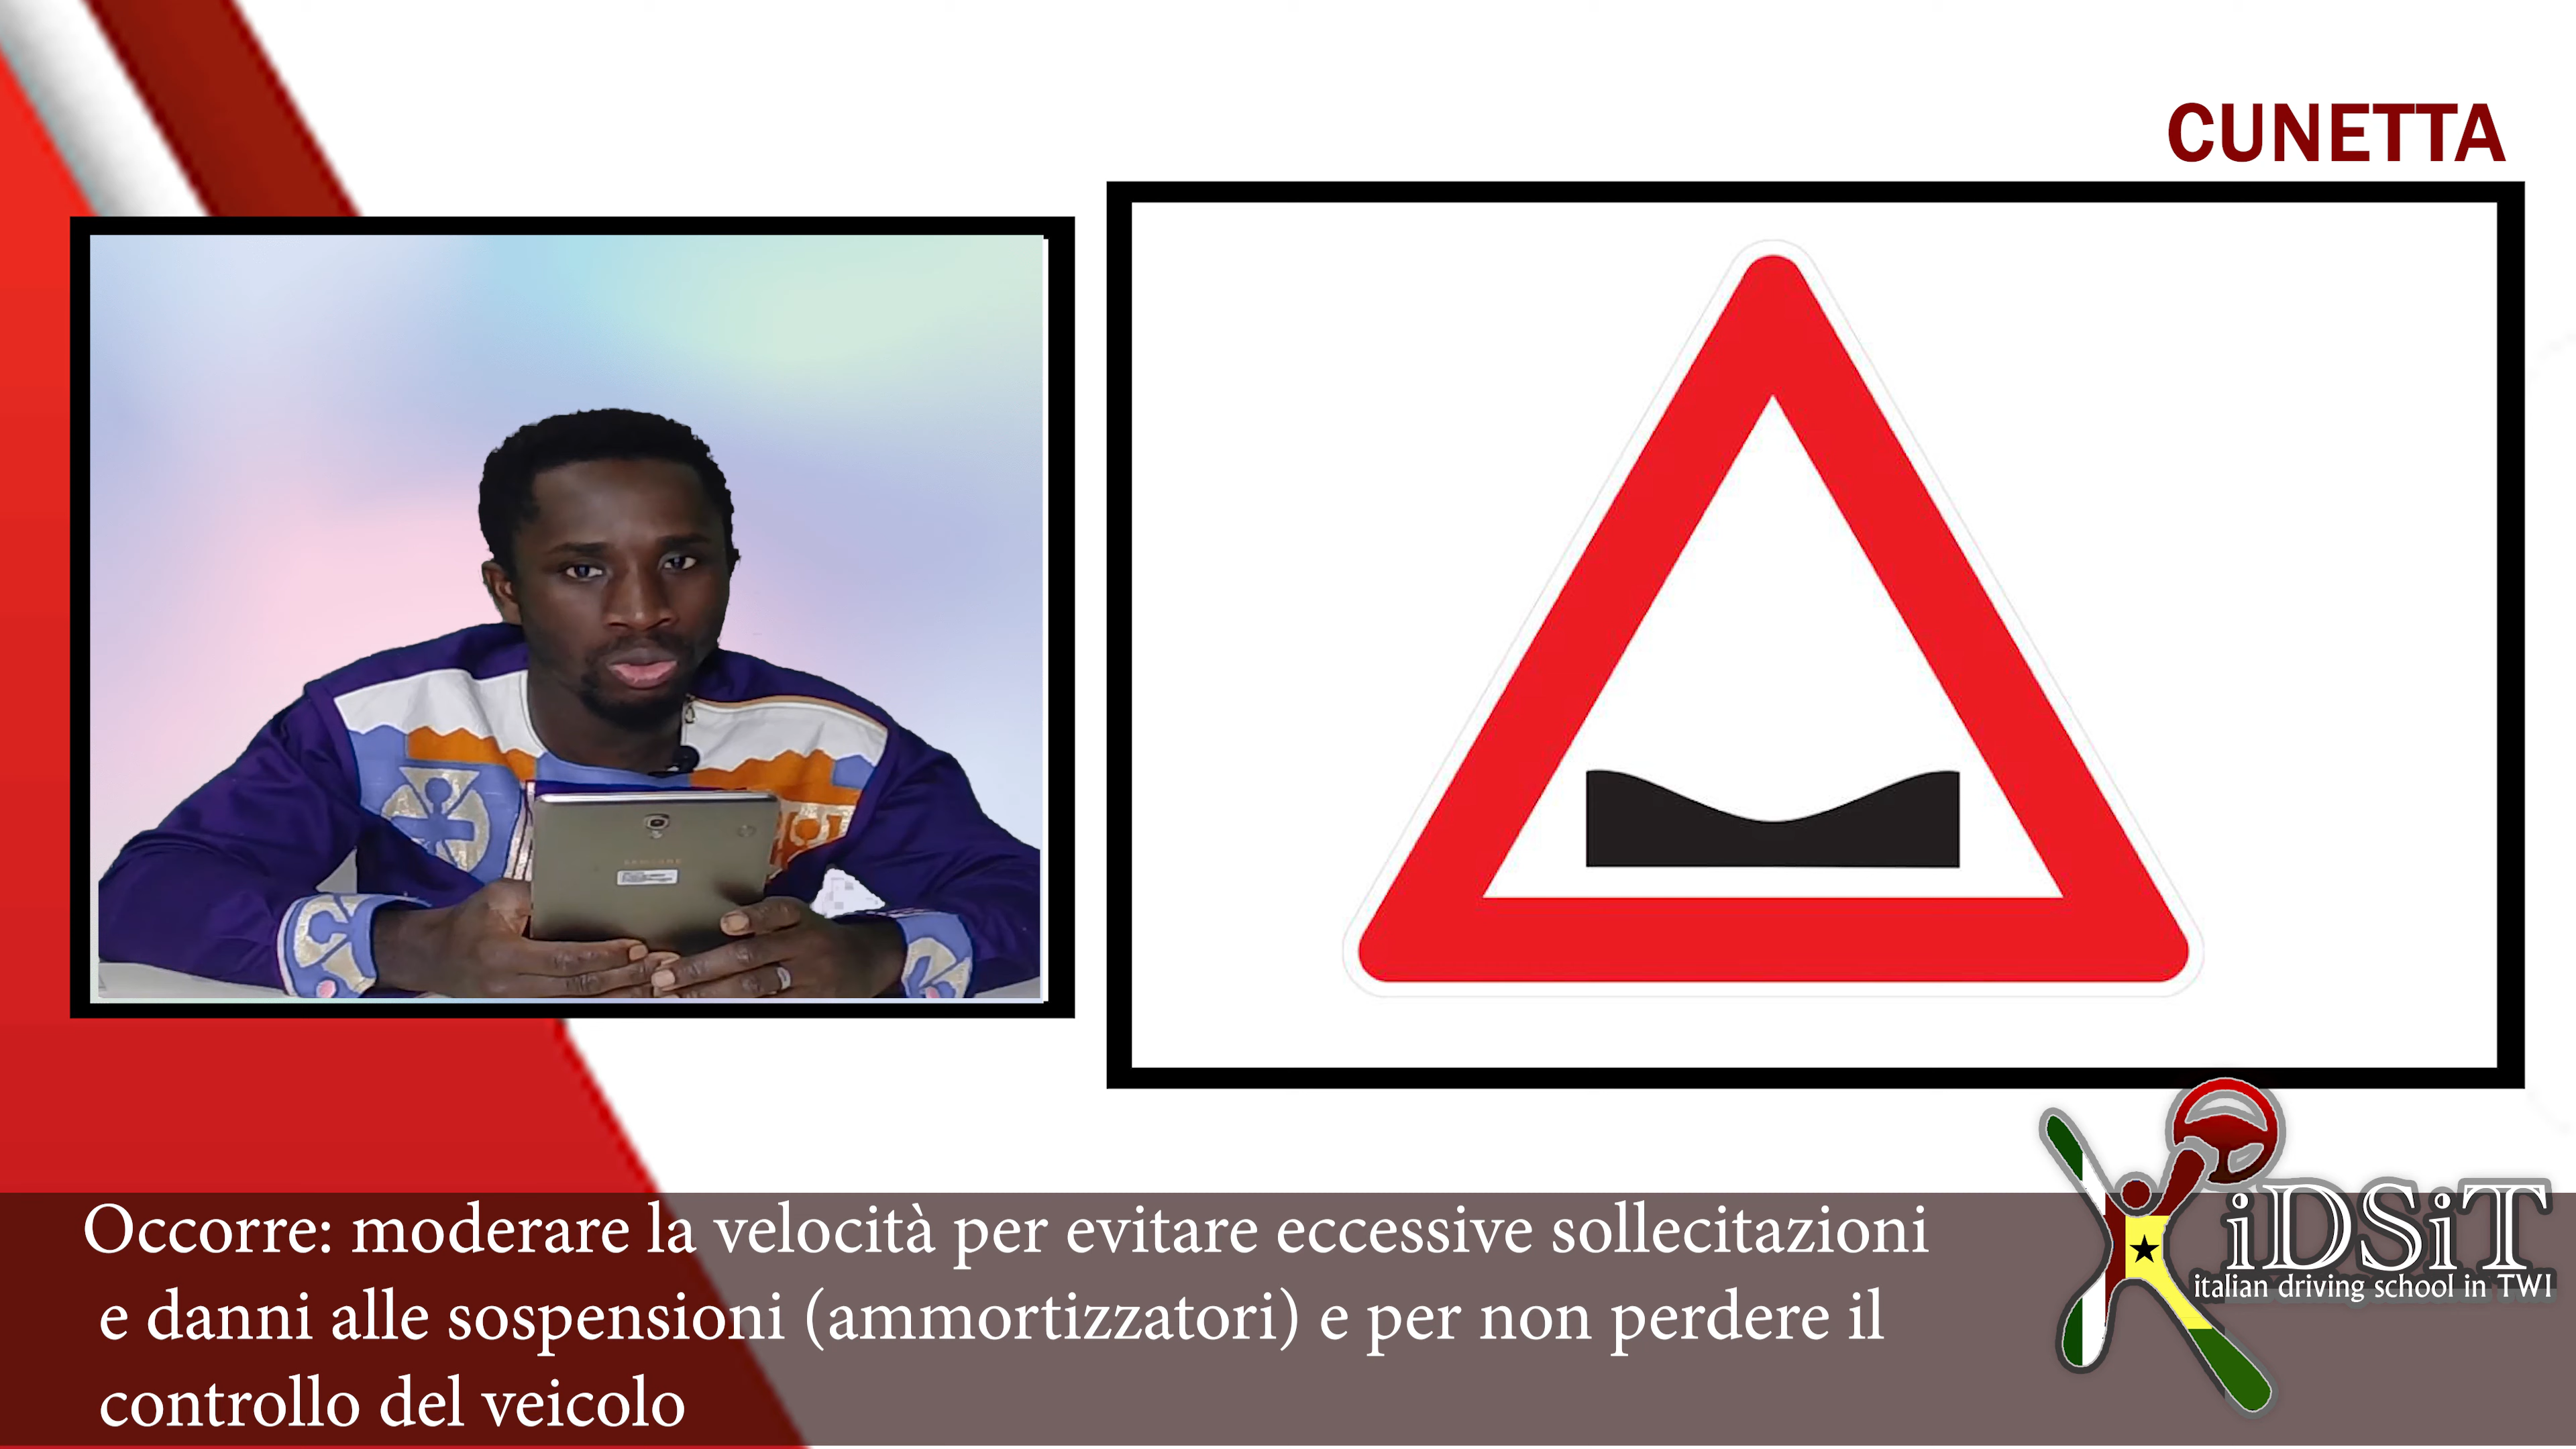 CUNETTA
Occorre: moderare la velocità per evitare eccessive sollecitazioni
e danni alle sospensioni (ammortizzatori) e per non perdere il
controllo del veicolo
iDSiT
italian driving school in TWI